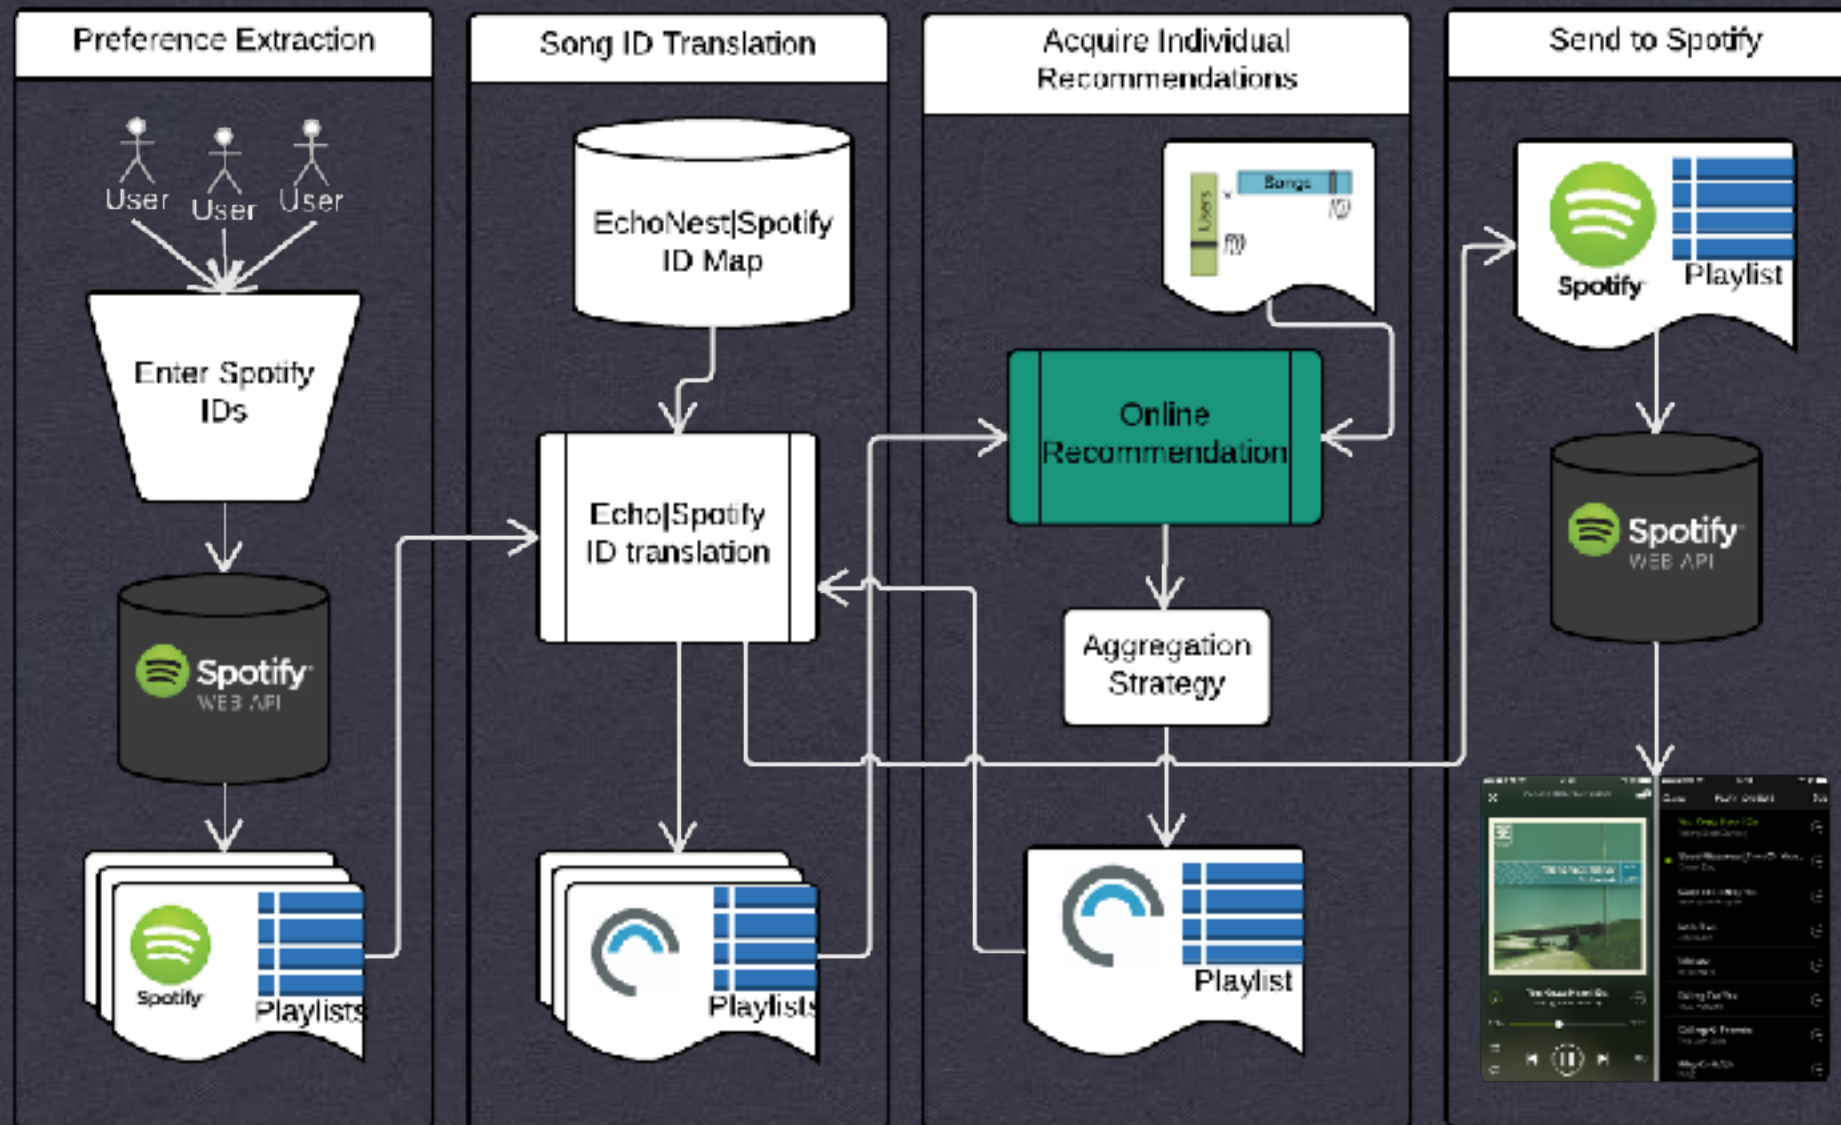 Preference Extraction
User
User
User
Enter Spotify
IDs
Spotify
WEB API
Spotify
Playlists
Song ID Translation
EchoNest|Spotify
ID Map
Echo|Spotify
ID translation
Playlists
Acquire Individual
Recommendations
Users
x
Songs
Online
Recommendation
Aggregation
Strategy
Playlist
Send to Spotify
Spotify
Playlist
Spotify
WEB API